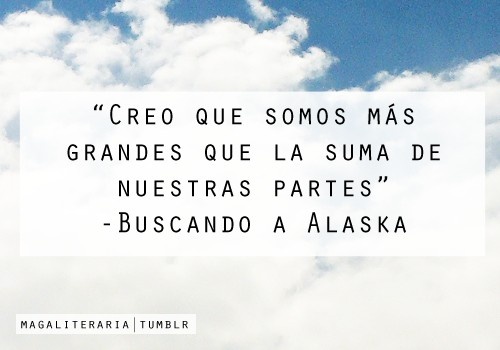 “Creo que somos más
grandes que la suma de
nuestras partes”
-Buscando a Alaska
magaliteraria|tumblr